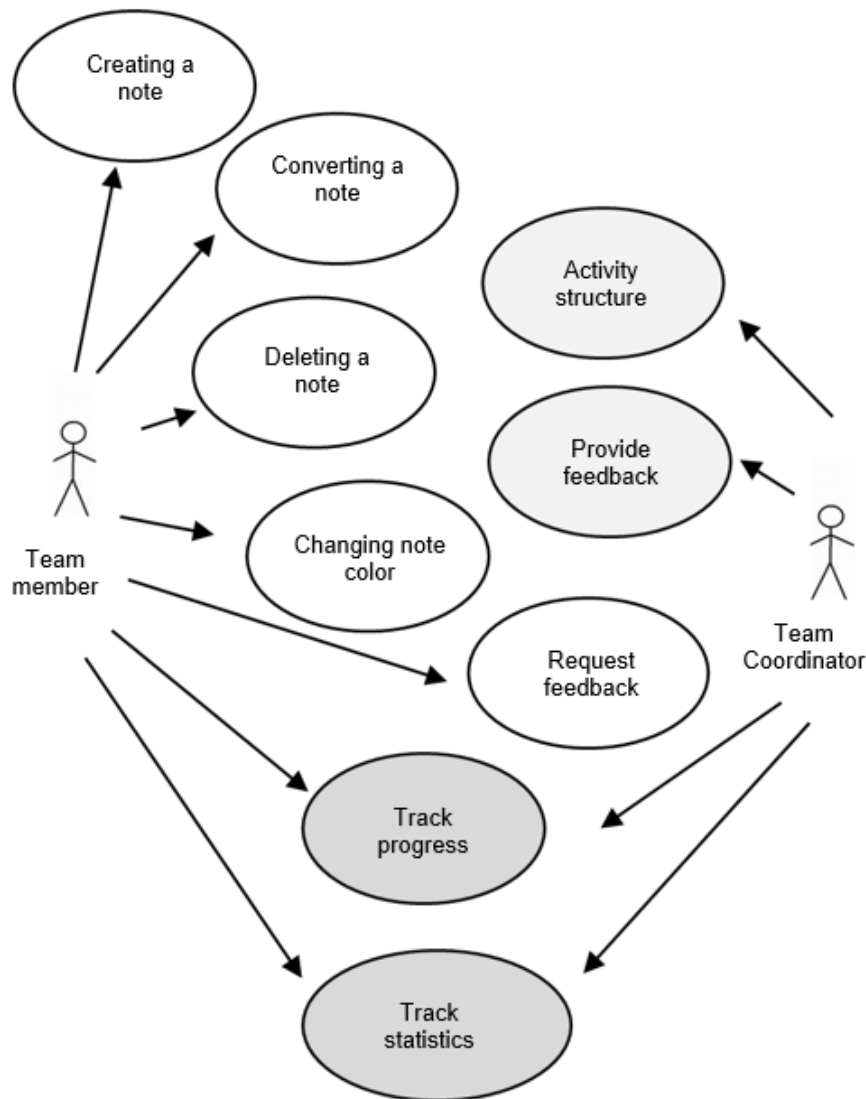 Creating a
note
Converting a
note
Activity
structure
Deleting a
note
Provide
feedback
Changing note
color
Team
member
Team
Coordinator
Request
feedback
Track
progress
Track
statistics